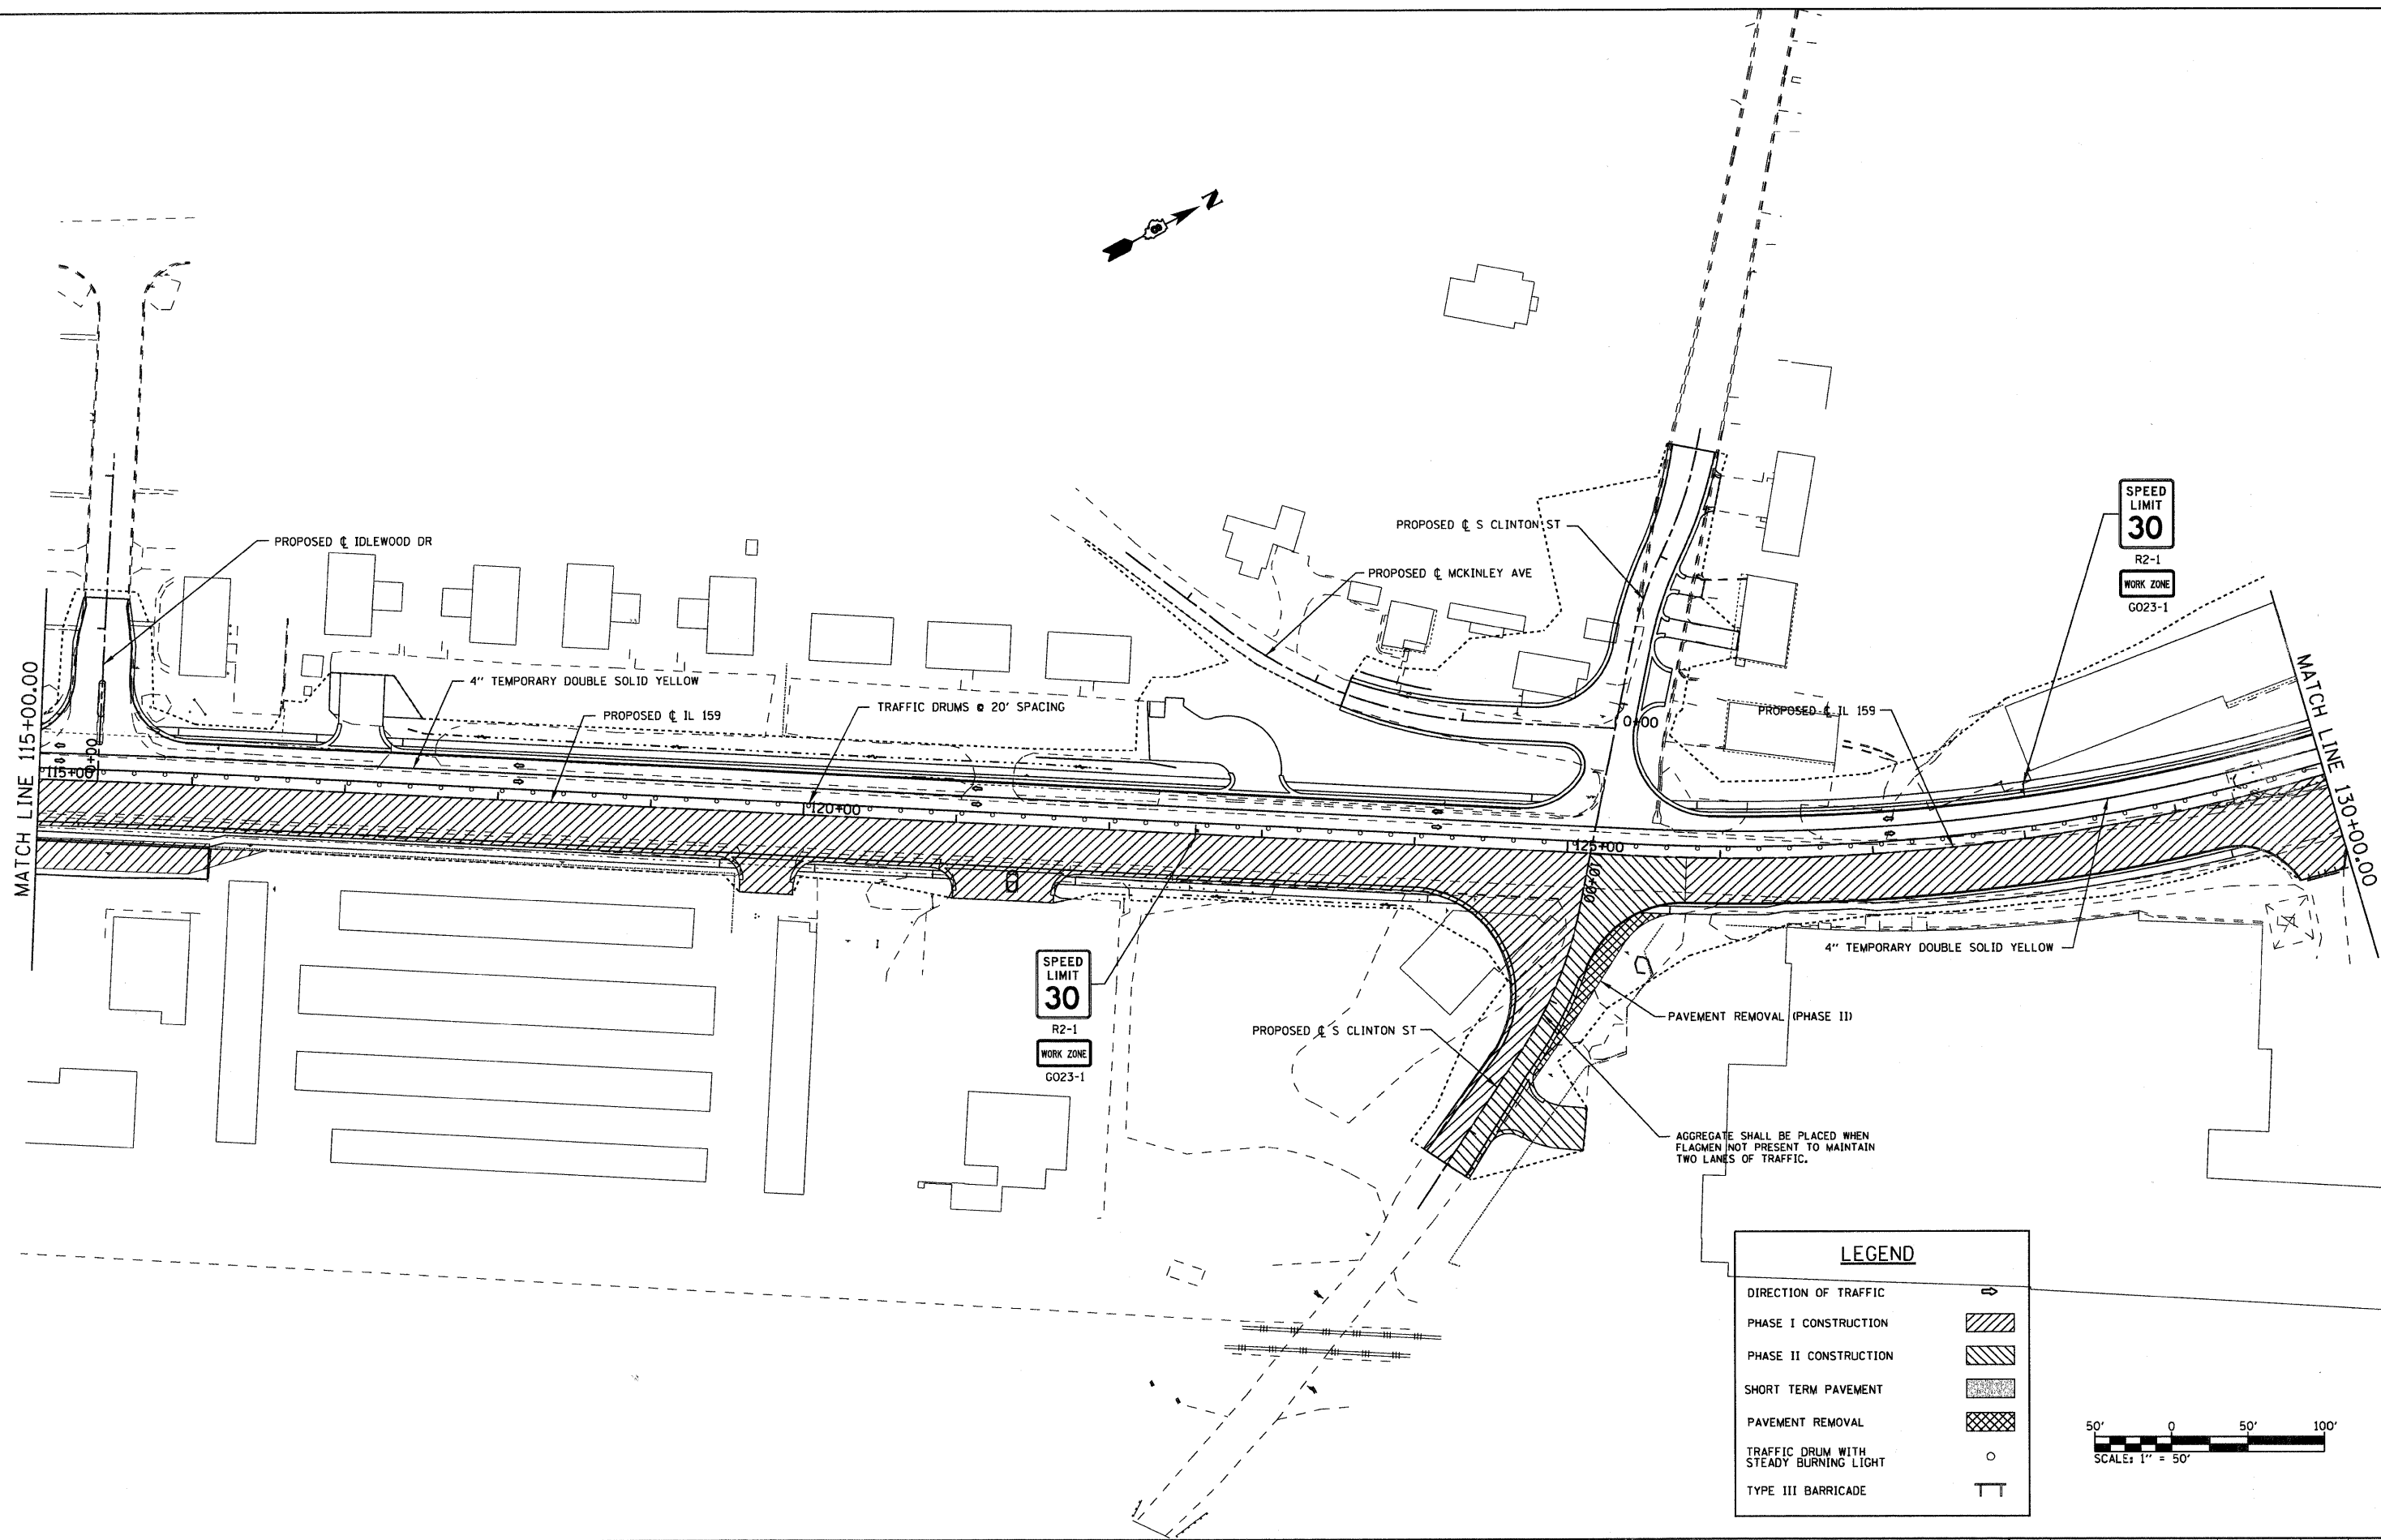 N
PROPOSED ℄ S CLINTON ST
PROPOSED ℄ IDLEWOOD DR
PROPOSED ℄ MCKINLEY AVE
SPEED
LIMIT
30
R2-1
WORK ZONE
G023-1
4" TEMPORARY DOUBLE SOLID YELLOW
PROPOSED ℄ IL 159
TRAFFIC DRUMS @ 20' SPACING
PROPOSED ℄ IL 159
MATCH LINE 115+00.00
MATCH LINE 130+00.00
0+00
115+00
0+00
120+00
125+00
10+00
4" TEMPORARY DOUBLE SOLID YELLOW
SPEED
LIMIT
30
R2-1
WORK ZONE
G023-1
PROPOSED ℄ S CLINTON ST
PAVEMENT REMOVAL (PHASE II)
AGGREGATE SHALL BE PLACED WHEN
FLAGMEN NOT PRESENT TO MAINTAIN
TWO LANES OF TRAFFIC.
LEGEND
DIRECTION OF TRAFFIC
PHASE I CONSTRUCTION
PHASE II CONSTRUCTION
SHORT TERM PAVEMENT
PAVEMENT REMOVAL
TRAFFIC DRUM WITH
STEADY BURNING LIGHT
TYPE III BARRICADE
50' 0 50' 100'
SCALE: 1" = 50'